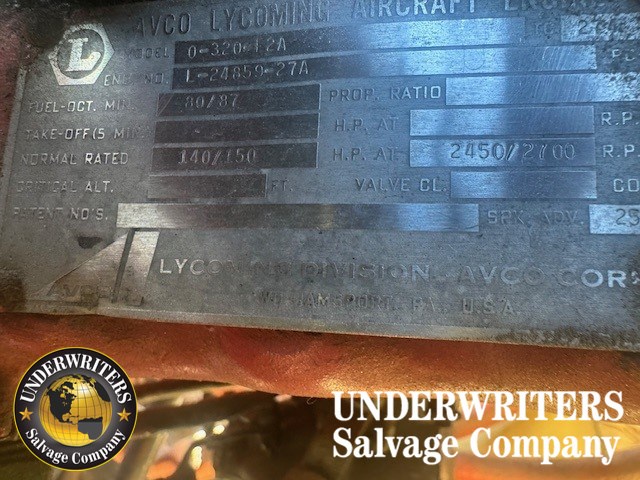 AVCO LYCOMING AIRCRAFT
MODEL O-320-E2A
ENG. NO. L-24859-27A
FUEL-OCT. MIN. 80/87 PROP. RATIO
TAKE-OFF(5 MIN. H.P. AT R.P.
NORMAL RATED 140/150 H.P. AT 2450/2700 R.P.
CRITICAL ALT. FT. VALVE CL.
PATENT NO'S. SPK. ADV.
LYCOMING DIVISION AVCO CORP
WILLIAMSPORT, PA., U.S.A.
UNDERWRITERS
Salvage Company
UNDERWRITERS
Salvage Company